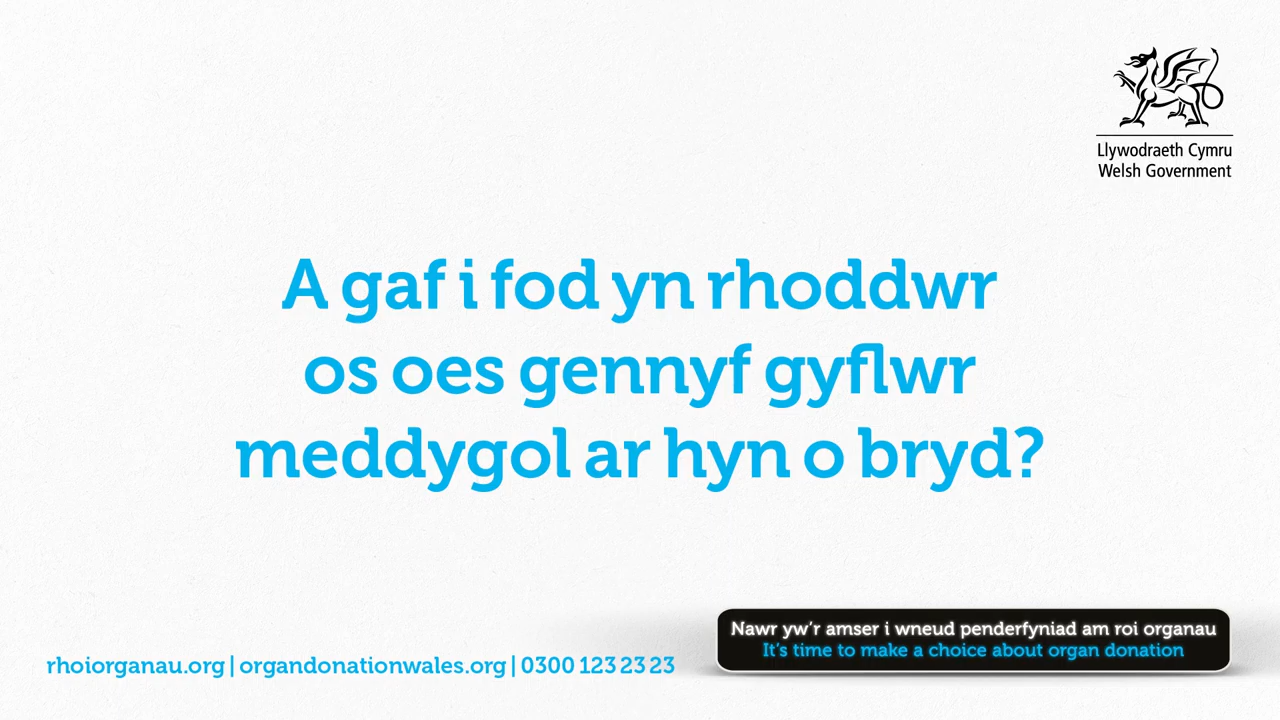 Llywodraeth Cymru
Welsh Government
A gaf i fod yn rhoddwr
os oes gennyf gyflwr
meddygol ar hyn o bryd?
Nawr yw'r amser i wneud penderfyniad am roi organau
It's time to make a choice about organ donation
rhoiorganau.org | organdonationwales.org | 0300 123 23 23